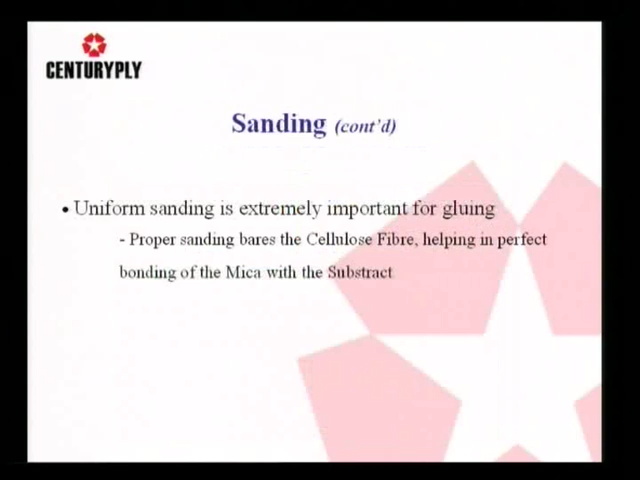 CENTURYPLY
Sanding (cont'd)
• Uniform sanding is extremely important for gluing
- Proper sanding bares the Cellulose Fibre, helping in perfect
bonding of the Mica with the Substract